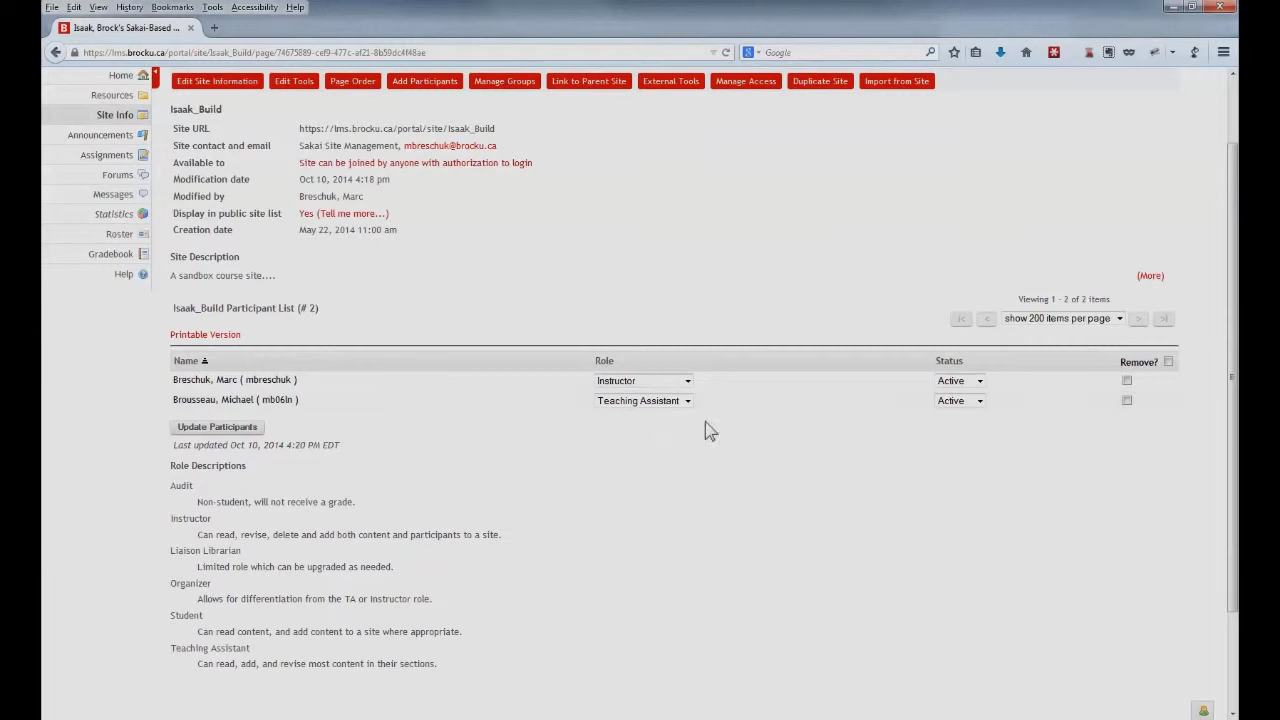 File Edit View History Bookmarks Tools Accessibility Help
Isaak, Brock's Sakai-Based ...
https://lms.brocku.ca/portal/site/Isaak_Build/page/74675889-cef9-477c-af21-8b59dc4f48ae
Google
Home
Resources
Site Info
Announcements
Assignments
Forums
Messages
Statistics
Roster
Gradebook
Help
Edit Site Information Edit Tools Page Order Add Participants Manage Groups Link to Parent Site External Tools Manage Access Duplicate Site Import from Site
Isaak_Build
Site URL https://lms.brocku.ca/portal/site/Isaak_Build
Site contact and email Sakai Site Management, mbreschuk@brocku.ca
Available to Site can be joined by anyone with authorization to login
Modification date Oct 10, 2014 4:18 pm
Modified by Breschuk, Marc
Display in public site list Yes (Tell me more...)
Creation date May 22, 2014 11:00 am
Site Description
A sandbox course site.... (More)
Viewing 1 - 2 of 2 items
Isaak_Build Participant List (# 2)
|< < show 200 items per page > >|
Printable Version
Name Role Status Remove?
Breschuk, Marc ( mbreschuk ) Instructor Active
Brousseau, Michael ( mb06ln ) Teaching Assistant Active
Update Participants
Last updated Oct 10, 2014 4:20 PM EDT
Role Descriptions
Audit
Non-student, will not receive a grade.
Instructor
Can read, revise, delete and add both content and participants to a site.
Liaison Librarian
Limited role which can be upgraded as needed.
Organizer
Allows for differentiation from the TA or Instructor role.
Student
Can read content, and add content to a site where appropriate.
Teaching Assistant
Can read, add, and revise most content in their sections.